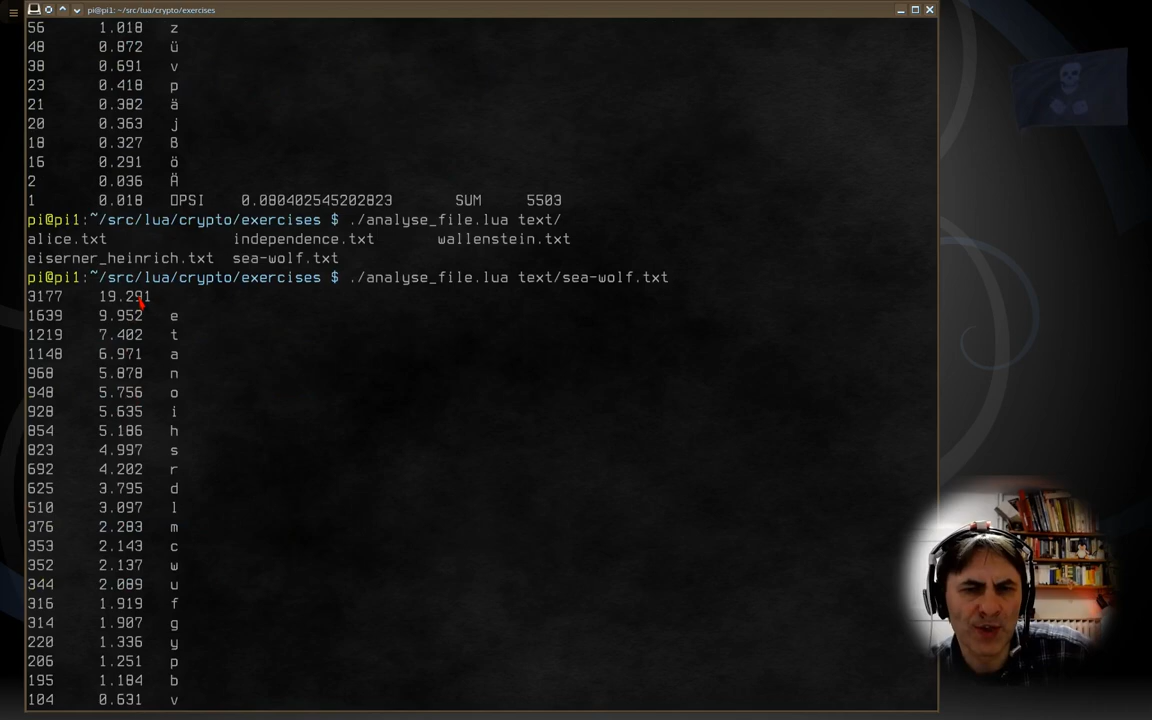 pi@pi1: ~/src/lua/crypto/exercises
56 1.018 z
48 0.872 ü
38 0.691 v
23 0.418 p
21 0.382 ä
20 0.363 j
18 0.327 ß
16 0.291 ö
2 0.036 Ä
1 0.018 PSI 0.080402545202823 SUM 5503
pi@pi1:~/src/lua/crypto/exercises $ ./analyse_file.lua text/
alice.txt independence.txt wallenstein.txt
eiserner_heinrich.txt sea-wolf.txt
pi@pi1:~/src/lua/crypto/exercises $ ./analyse_file.lua text/sea-wolf.txt
3177 19.291
1639 9.952 e
1219 7.402 t
1148 6.971 a
968 5.878 n
948 5.756 o
928 5.635 i
854 5.186 h
823 4.997 s
692 4.202 r
625 3.795 d
510 3.097 l
376 2.283 m
353 2.143 c
352 2.137 w
344 2.089 u
316 1.919 f
314 1.907 g
220 1.336 y
206 1.251 p
195 1.184 b
104 0.631 v